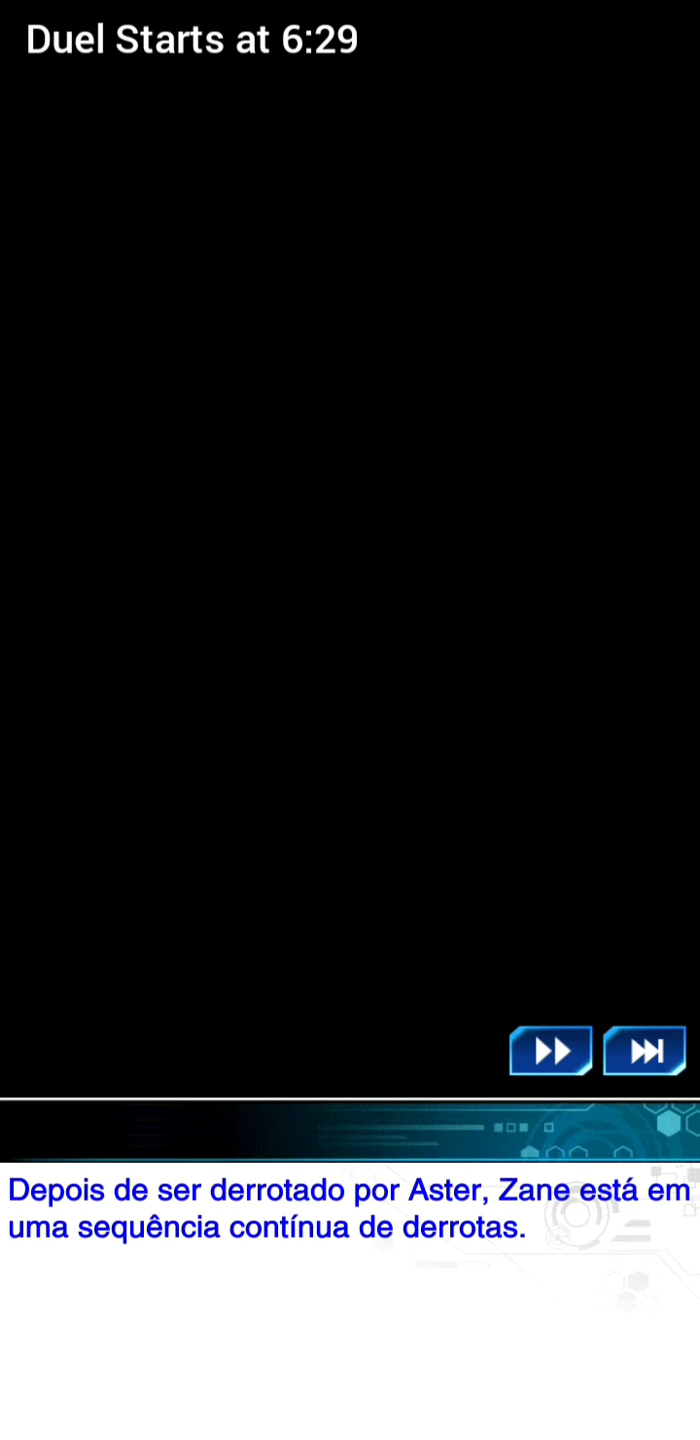 Duel Starts at 6:29
Depois de ser derrotado por Aster, Zane está em
uma sequência contínua de derrotas.